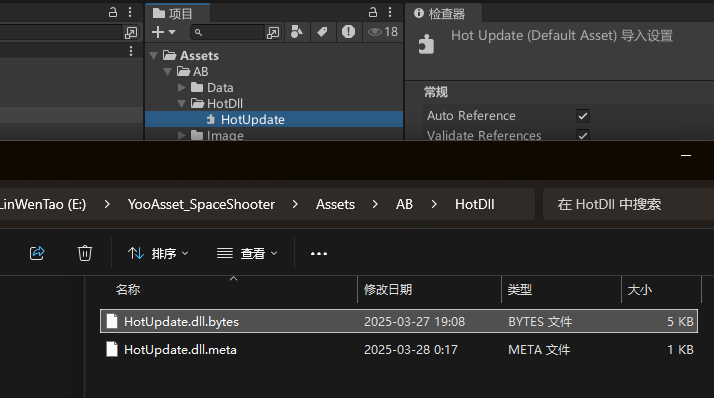 项目
检查器
18
Hot Update (Default Asset) 导入设置
Assets
AB
Data
HotDll
HotUpdate
Image
常规
Auto Reference
Validate References
LinWenTao (E:) > YooAsset_SpaceShooter > Assets > AB > HotDll
在 HotDll 中搜索
排序
查看
名称 修改日期 类型 大小
HotUpdate.dll.bytes 2025-03-27 19:08 BYTES 文件 5 KB
HotUpdate.dll.meta 2025-03-28 0:17 META 文件 1 KB